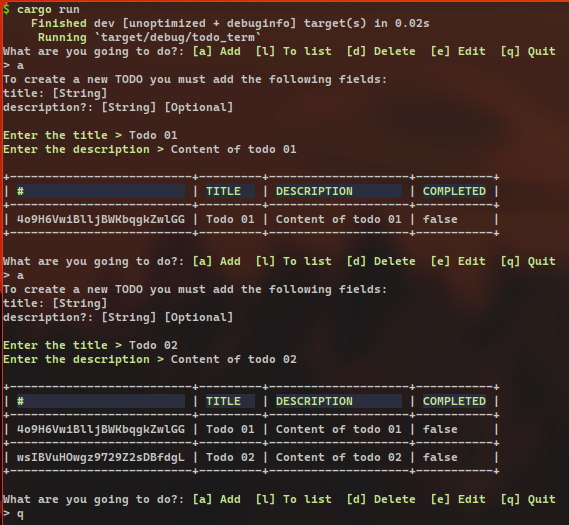 $ cargo run
    Finished dev [unoptimized + debuginfo] target(s) in 0.02s
     Running `target/debug/todo_term`
What are you going to do?: [a] Add  [l] To list  [d] Delete  [e] Edit  [q] Quit
> a
To create a new TODO you must add the following fields:
title: [String]
description?: [String] [Optional]

Enter the title > Todo 01
Enter the description > Content of todo 01

+-------------------------+---------+--------------------+-----------+
| #                       | TITLE   | DESCRIPTION        | COMPLETED |
+-------------------------+---------+--------------------+-----------+
| 4o9H6VwiBlljBWKbqgkZwlGG | Todo 01 | Content of todo 01 | false     |
+-------------------------+---------+--------------------+-----------+

What are you going to do?: [a] Add  [l] To list  [d] Delete  [e] Edit  [q] Quit
> a
To create a new TODO you must add the following fields:
title: [String]
description?: [String] [Optional]

Enter the title > Todo 02
Enter the description > Content of todo 02

+-------------------------+---------+--------------------+-----------+
| #                       | TITLE   | DESCRIPTION        | COMPLETED |
+-------------------------+---------+--------------------+-----------+
| 4o9H6VwiBlljBWKbqgkZwlGG | Todo 01 | Content of todo 01 | false     |
+-------------------------+---------+--------------------+-----------+
| wsIBVuHOwgz9729Z2sDBfdgL | Todo 02 | Content of todo 02 | false     |
+-------------------------+---------+--------------------+-----------+

What are you going to do?: [a] Add  [l] To list  [d] Delete  [e] Edit  [q] Quit
> q